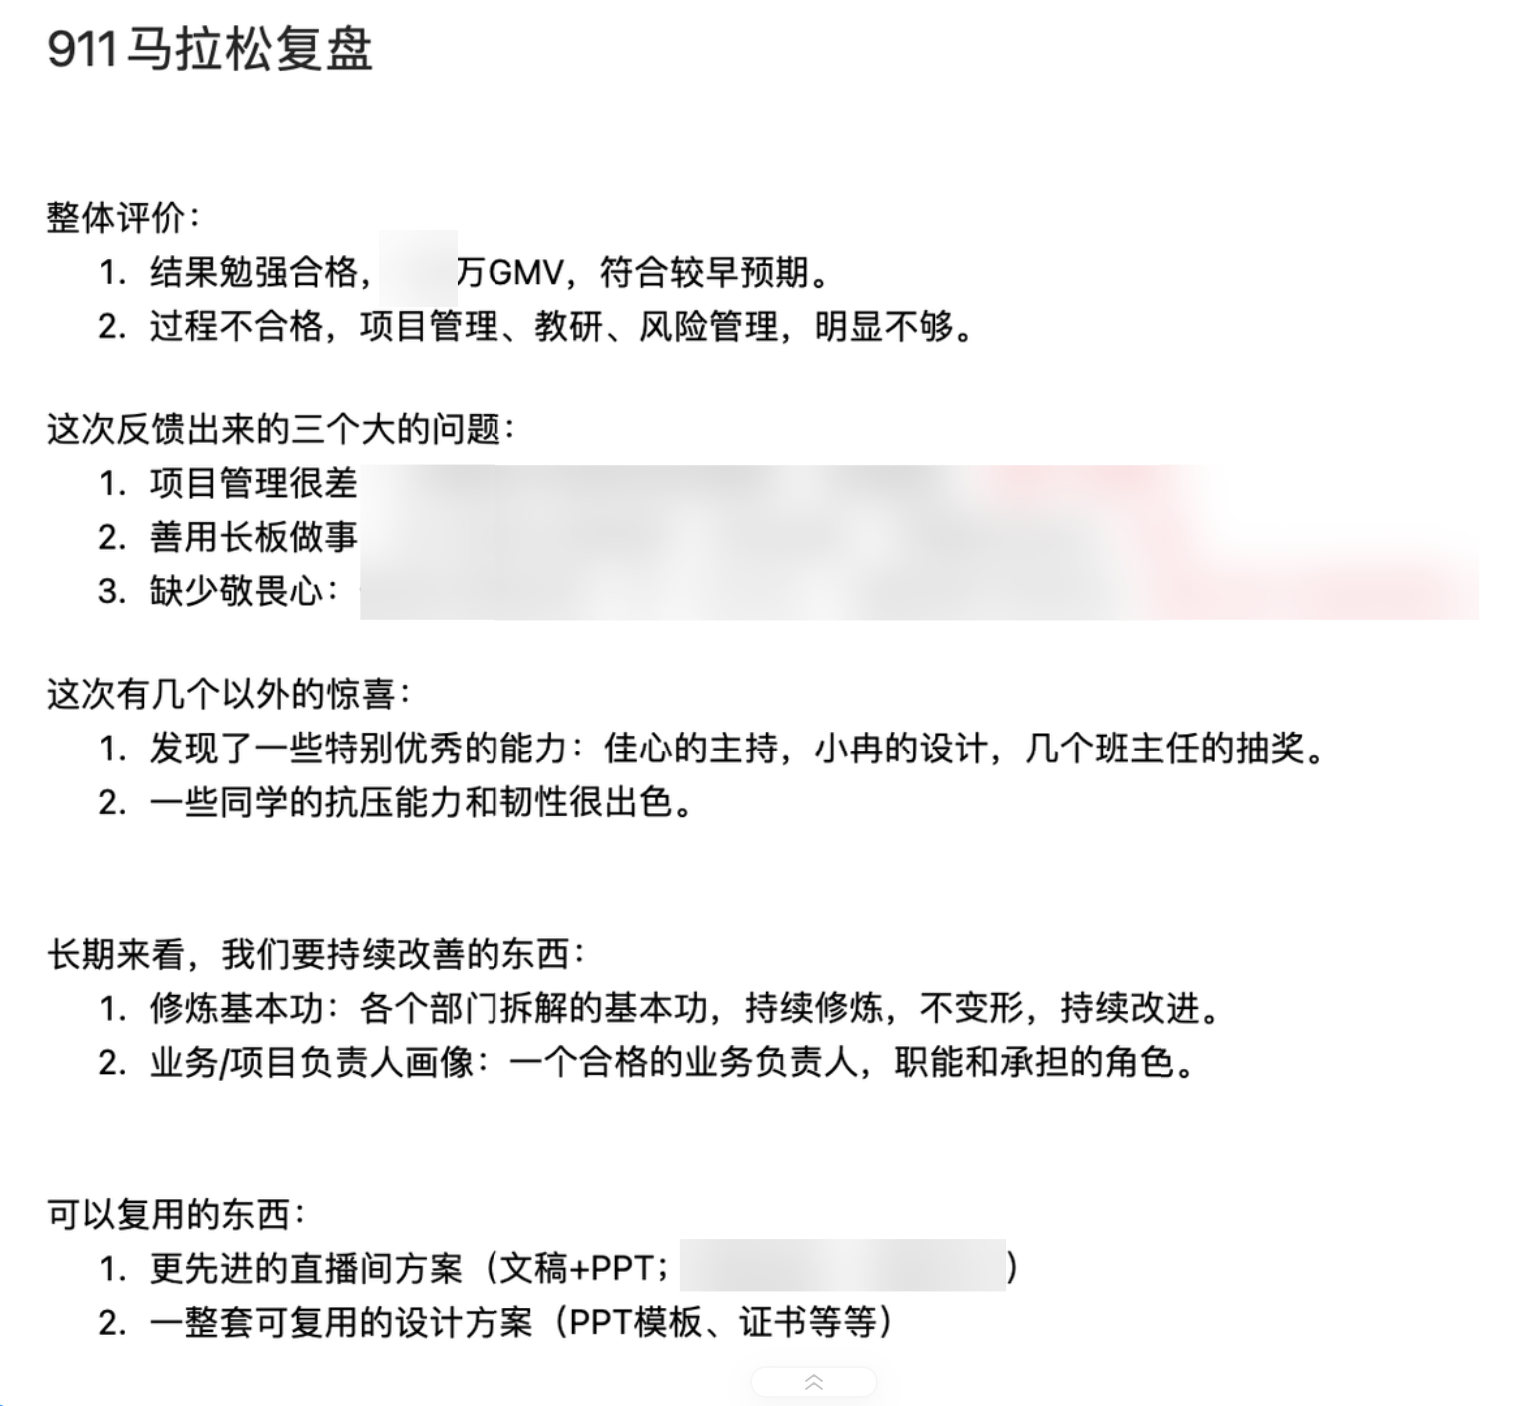 911马拉松复盘
整体评价：
1. 结果勉强合格，万GMV，符合较早预期。
2. 过程不合格，项目管理、教研、风险管理，明显不够。
这次反馈出来的三个大的问题：
1. 项目管理很差
2. 善用长板做事
3. 缺少敬畏心：
这次有几个以外的惊喜：
1. 发现了一些特别优秀的能力：佳心的主持，小冉的设计，几个班主任的抽奖。
2. 一些同学的抗压能力和韧性很出色。
长期来看，我们要持续改善的东西：
1. 修炼基本功：各个部门拆解的基本功，持续修炼，不变形，持续改进。
2. 业务/项目负责人画像：一个合格的业务负责人，职能和承担的角色。
可以复用的东西：
1. 更先进的直播间方案（文稿+PPT；）
2. 一整套可复用的设计方案（PPT模板、证书等等）